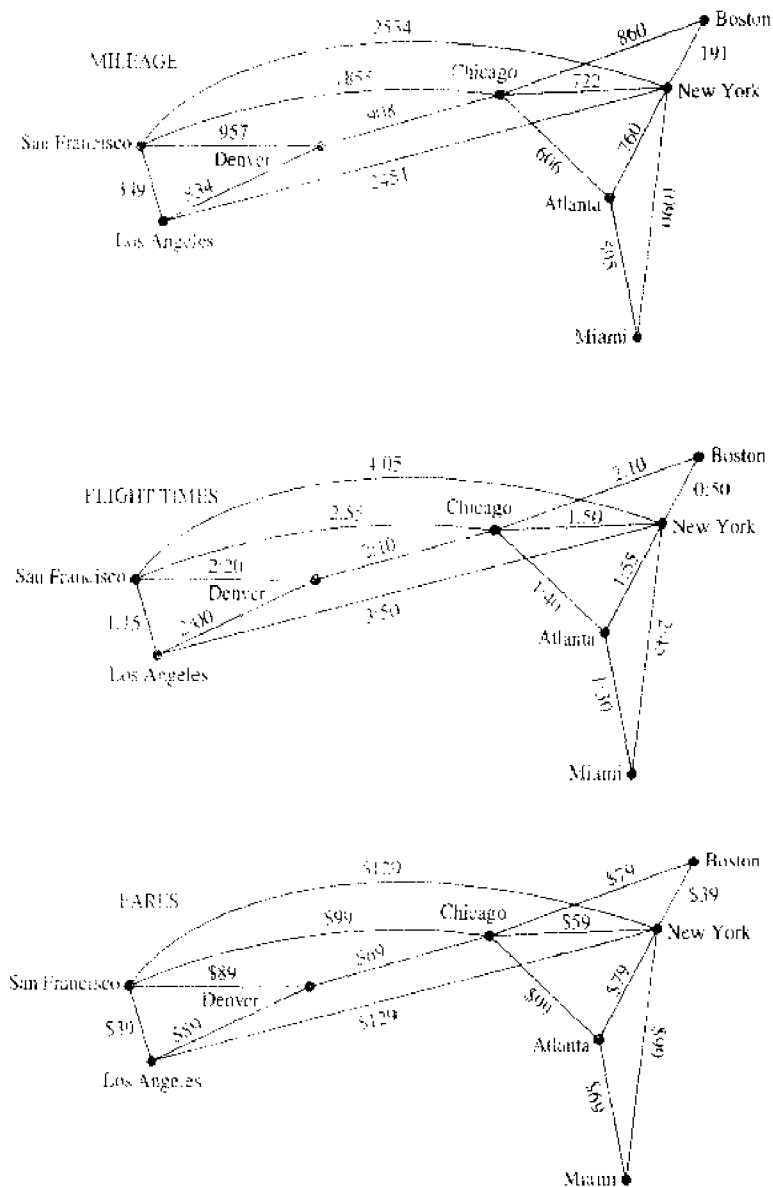 MILEAGE
2534
860
Boston
191
Chicago
722
New York
San Francisco
957
Denver
908
606
760
Atlanta
1090
349
834
2451
Los Angeles
595
Miami
FLIGHT TIMES
4:05
2:10
Boston
0:50
2:55
Chicago
1:50
New York
San Francisco
2:20
Denver
2:10
1:40
1:55
Atlanta
2:45
1:15
2:00
3:50
Los Angeles
1:30
Miami
FARES
$129
$79
Boston
$39
$99
Chicago
$59
New York
San Francisco
$89
Denver
$69
$79
Atlanta
$99
$39
$129
Los Angeles
$69
Miami